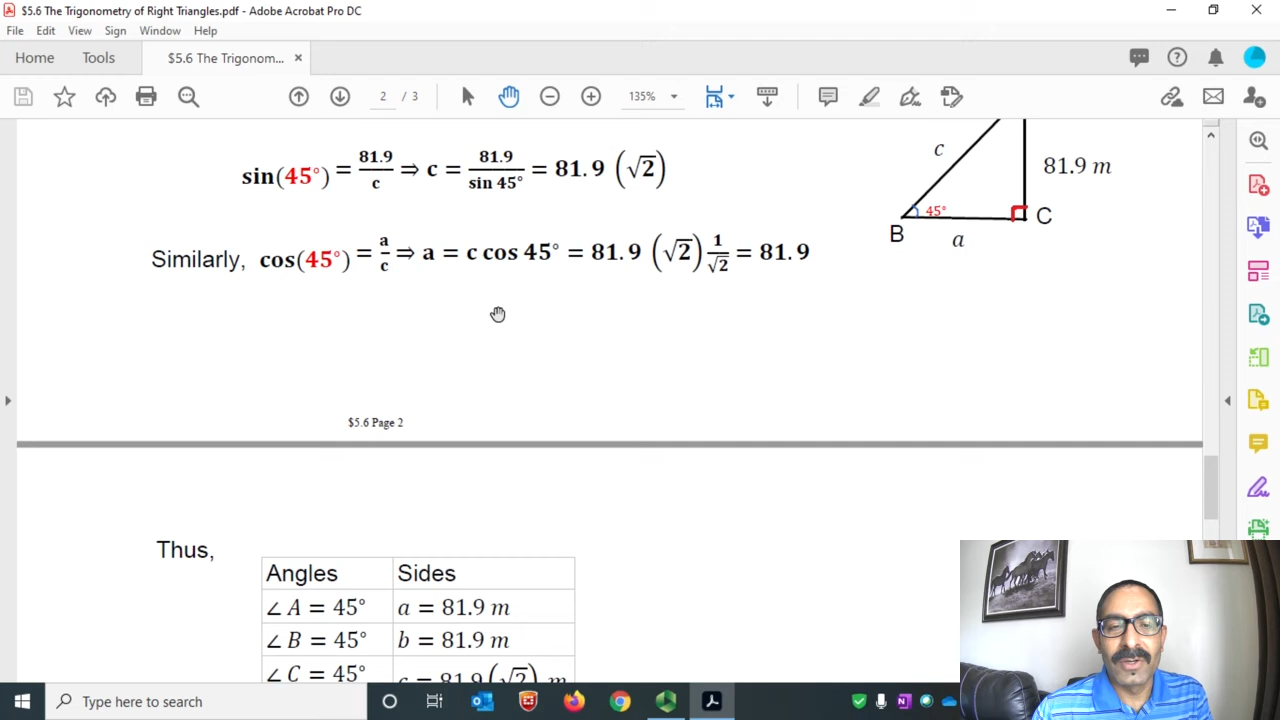 $5.6 The Trigonometry of Right Triangles.pdf - Adobe Acrobat Pro DC
File Edit View Sign Window Help
Home Tools $5.6 The Trigonom... ×
2 / 3 135%
sin(45°) = 81.9/c ⇒ c = 81.9/sin 45° = 81.9 (√2)
c
81.9 m
45°
B
C
a
Similarly, cos(45°) = a/c ⇒ a = c cos 45° = 81.9 (√2) 1/√2 = 81.9
$5.6 Page 2
Thus,
Angles Sides
∠ A = 45° a = 81.9 m
∠ B = 45° b = 81.9 m
∠ C = 45° c = 81.9(√2) m
Type here to search